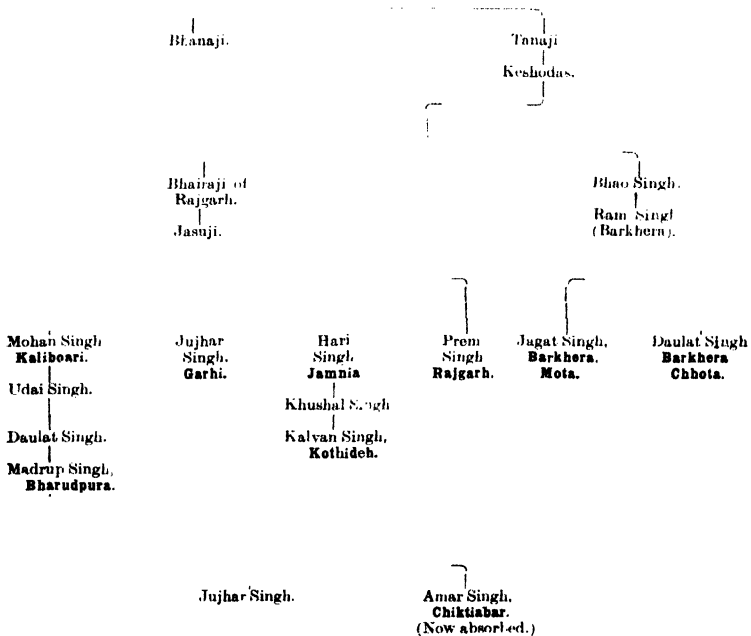 Bhanaji. Tanaji
Keshodas.
Bhairaji of Bhao Singh.
Rajgarh. Ram Singh
Jasuji. (Barkhera).
Mohan Singh Jujhar Hari Prem Jagat Singh, Daulat Singh
Kaliboari. Singh. Singh Singh Barkhera. Barkhera
Garhi. Jamnia Rajgarh. Mota. Chhota.
Udai Singh. Khushal Singh
Daulat Singh. Kalyan Singh,
Kothideh.
Madrup Singh,
Bharudpura.
Jujhar Singh. Amar Singh,
Chiktiabar.
(Now absorbed.)